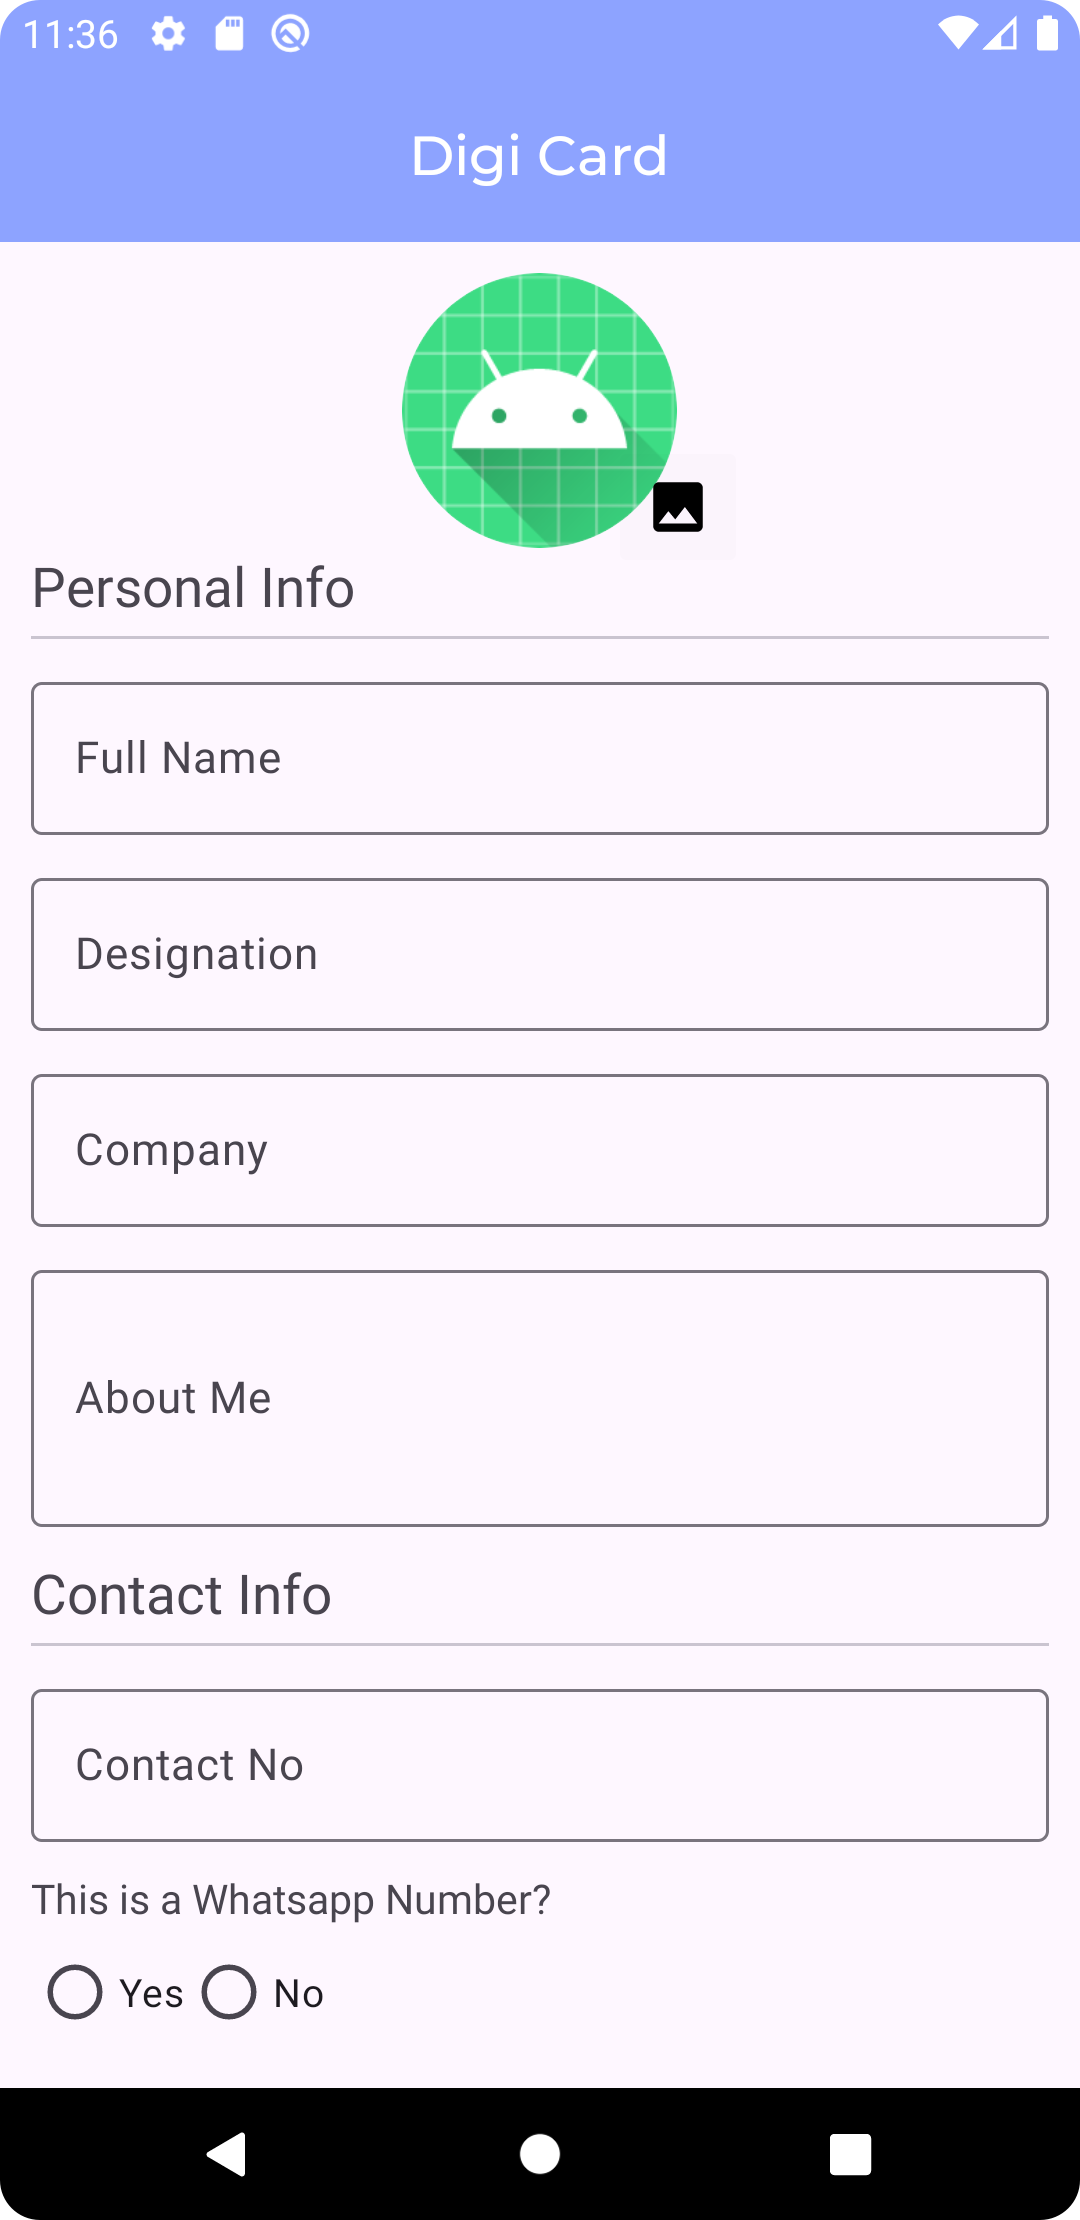 11:36
Digi Card
Personal Info
Full Name
Designation
Company
About Me
Contact Info
Contact No
This is a Whatsapp Number?
Yes No